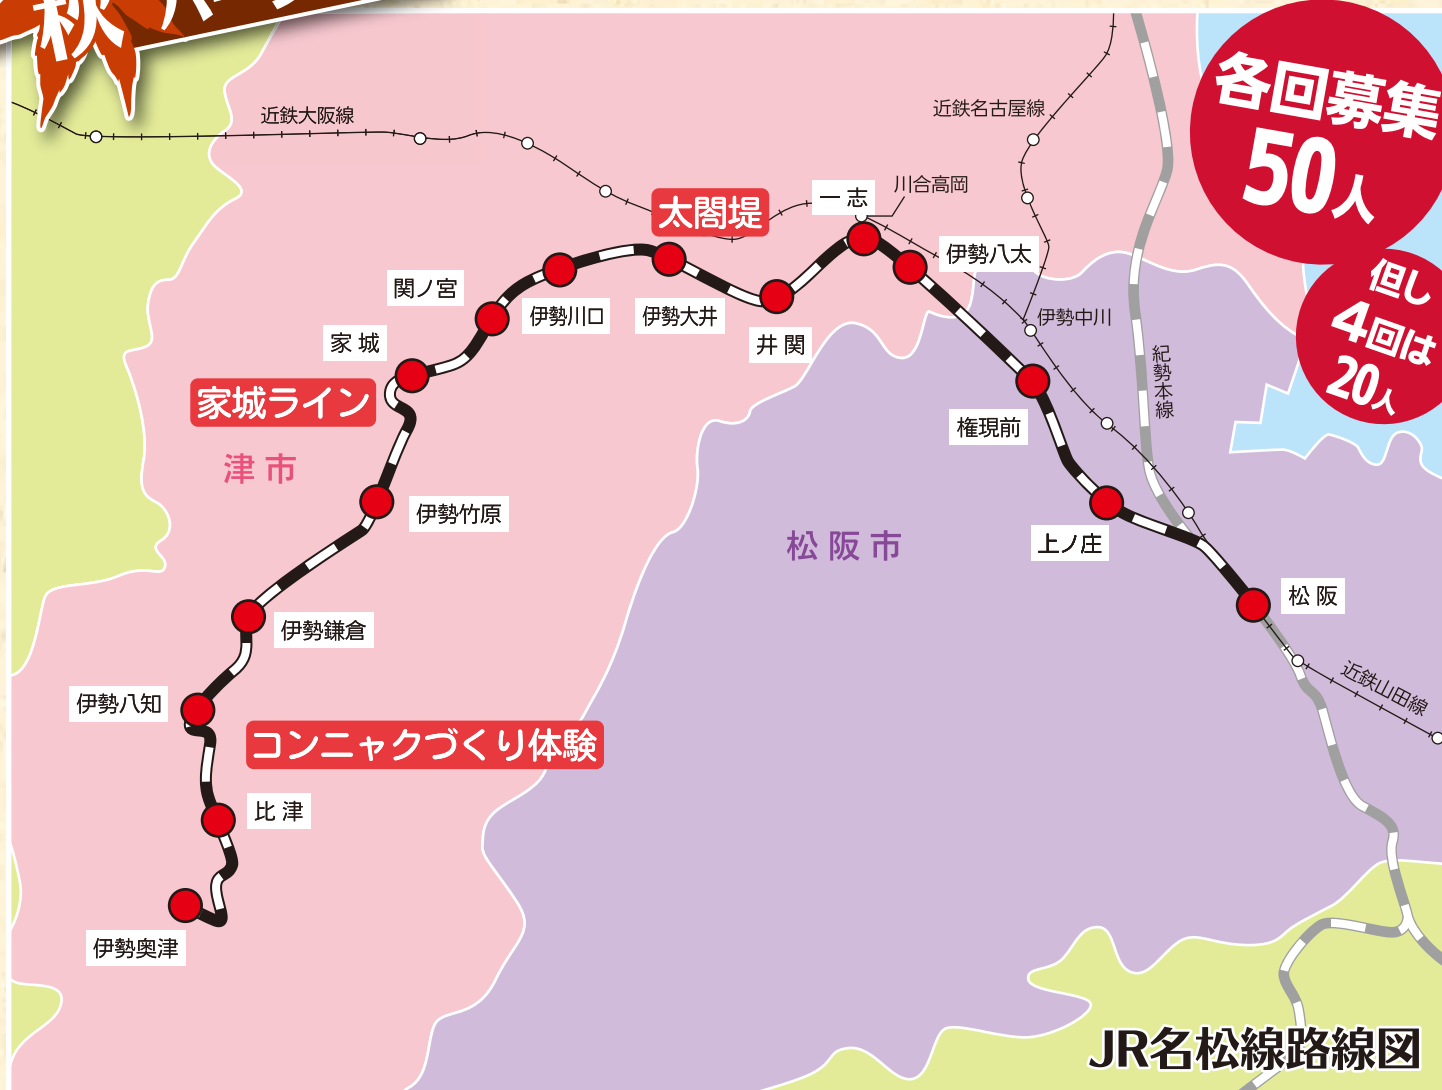 秋
近鉄大阪線
近鉄名古屋線
各回募集
50人
但し
4回は
20人
川合高岡
一志
太閤堤
伊勢八太
関ノ宮
伊勢川口
伊勢大井
井関
伊勢中川
紀勢本線
家城
家城ライン
権現前
津市
伊勢竹原
松阪市
上ノ庄
松阪
伊勢鎌倉
近鉄山田線
伊勢八知
コンニャクづくり体験
比津
伊勢奥津
JR名松線路線図